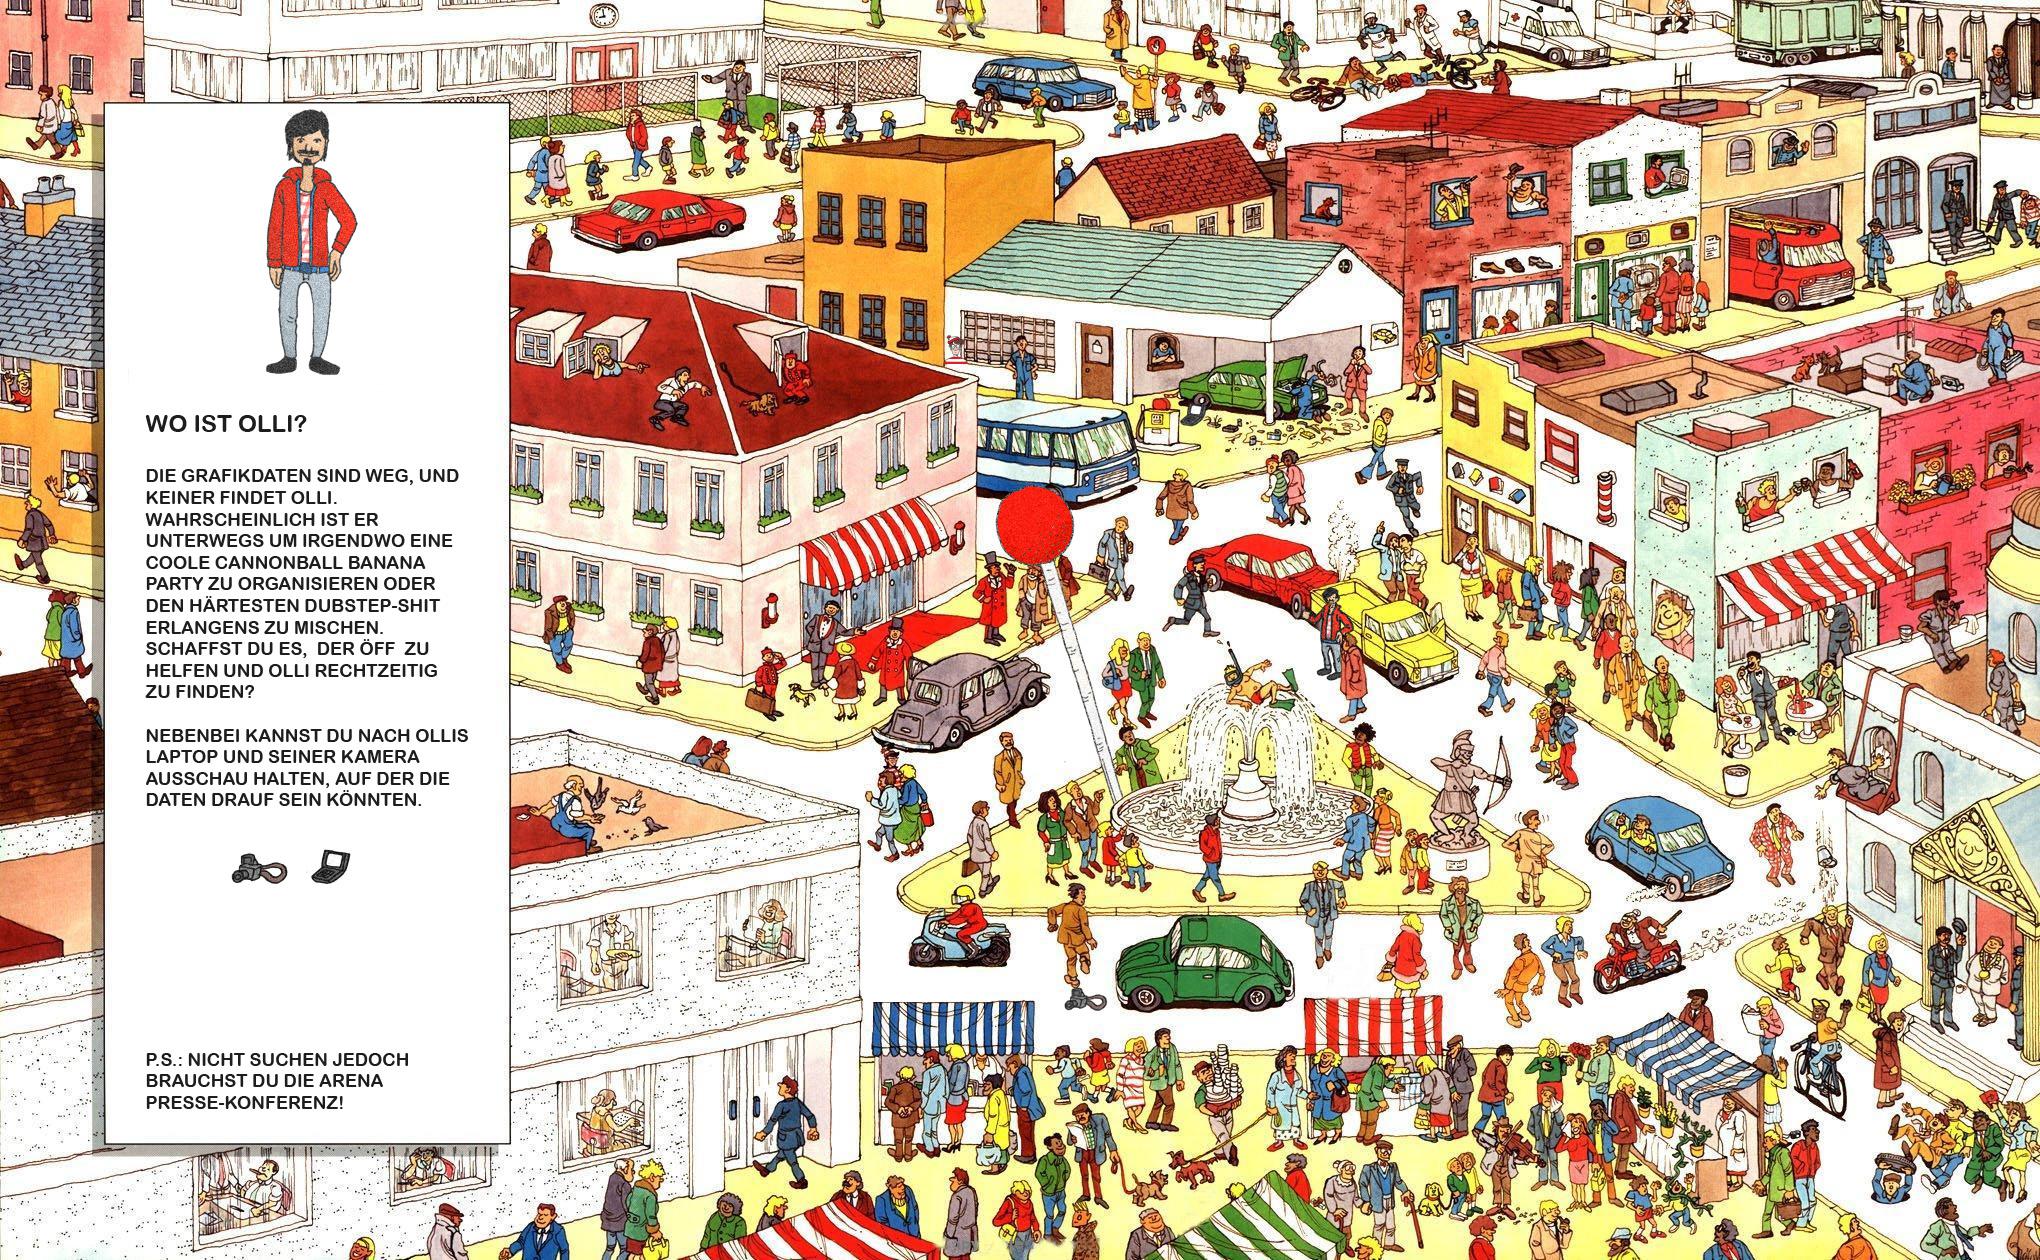 WO IST OLLI?
DIE GRAFIKDATEN SIND WEG, UND
KEINER FINDET OLLI.
WAHRSCHEINLICH IST ER
UNTERWEGS UM IRGENDWO EINE
COOLE CANNONBALL BANANA
PARTY ZU ORGANISIEREN ODER
DEN HÄRTESTEN DUBSTEP-SHIT
ERLANGENS ZU MISCHEN.
SCHAFFST DU ES, DER ÖFF ZU
HELFEN UND OLLI RECHTZEITIG
ZU FINDEN?
NEBENBEI KANNST DU NACH OLLIS
LAPTOP UND SEINER KAMERA
AUSSCHAU HALTEN, AUF DER DIE
DATEN DRAUF SEIN KÖNNTEN.
P.S.: NICHT SUCHEN JEDOCH
BRAUCHST DU DIE ARENA
PRESSE-KONFERENZ!